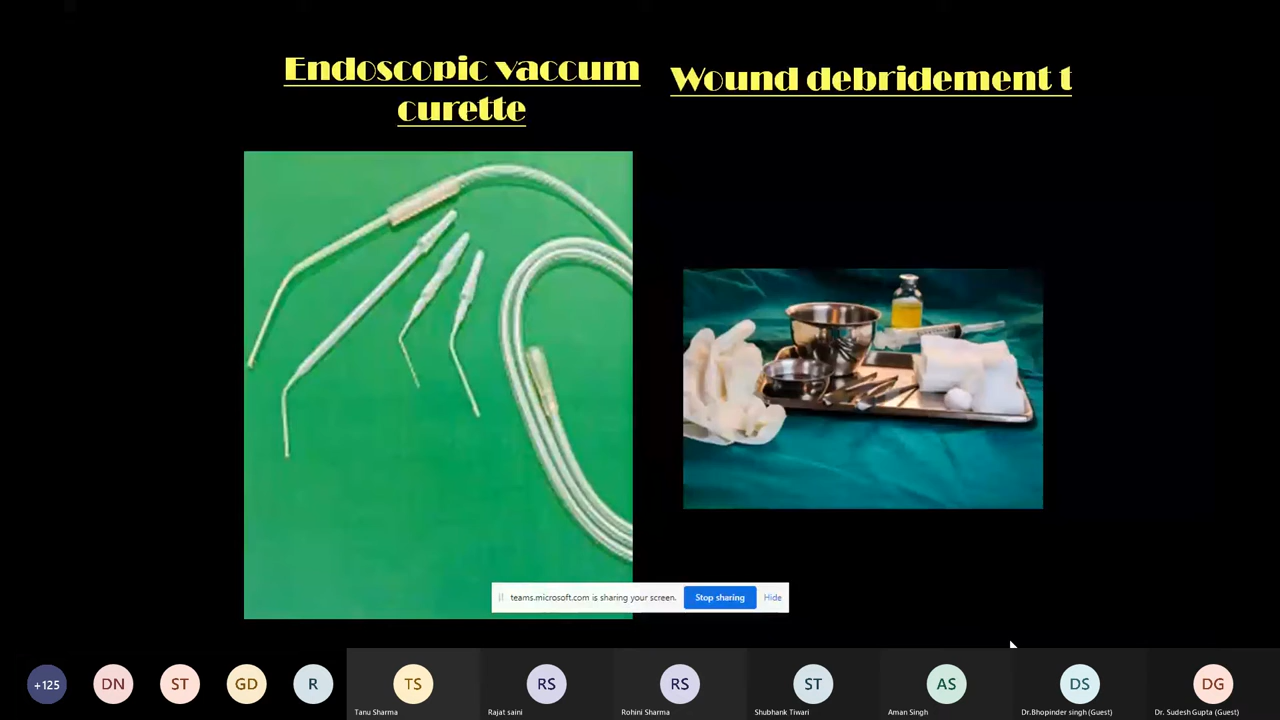 Endoscopic vaccum
curette
Wound debridement t
teams.microsoft.com is sharing your screen.
Stop sharing
Hide
+125
DN
ST
GD
R
TS
Tanu Sharma
RS
Rajat saini
RS
Rohini Sharma
ST
Shubhank Tiwari
AS
Aman Singh
DS
Dr.Bhopinder singh (Guest)
DG
Dr. Sudesh Gupta (Guest)